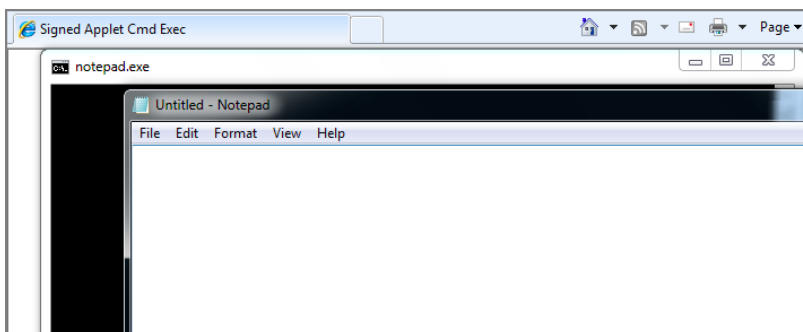 Signed Applet Cmd Exec Page
notepad.exe
Untitled - Notepad
File Edit Format View Help